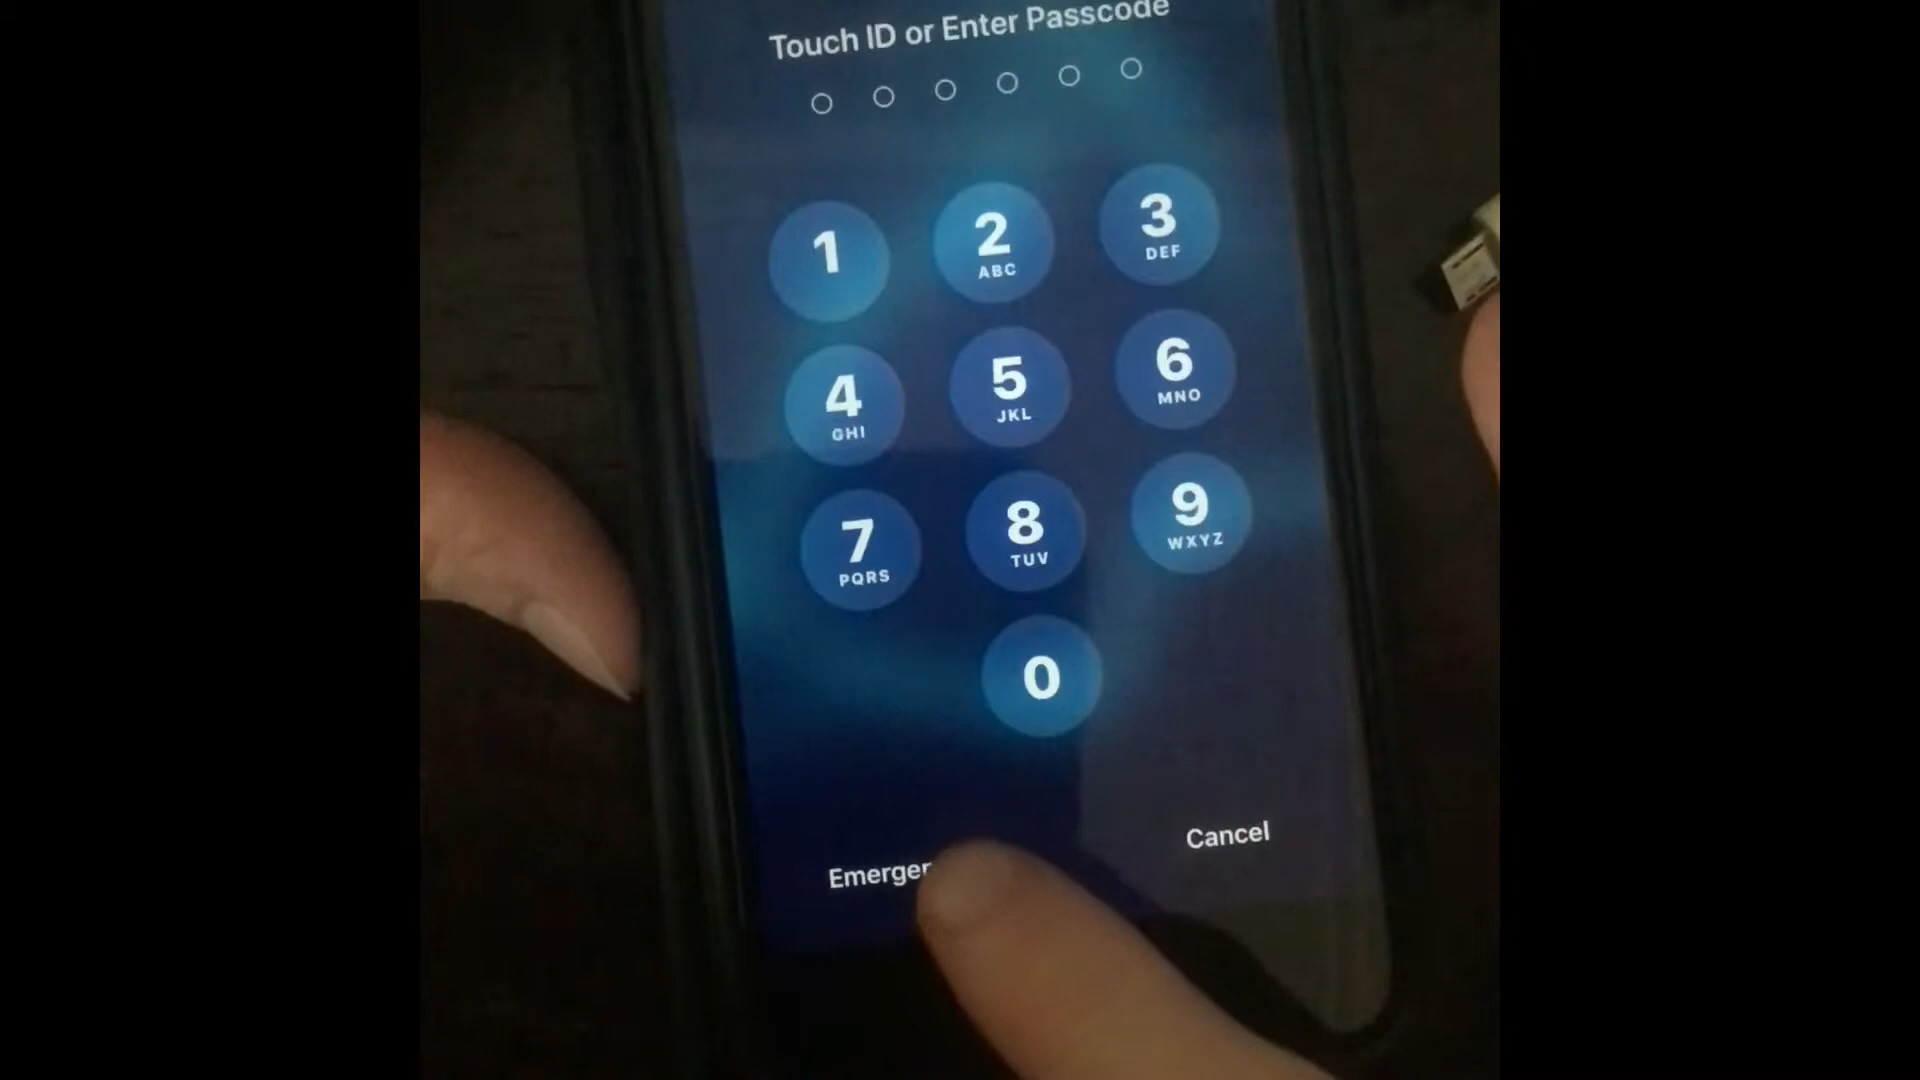 Touch ID or Enter Passcode
1
2
ABC
3
DEF
4
GHI
5
JKL
6
MNO
7
PQRS
8
TUV
9
WXYZ
0
Cancel
Emerger